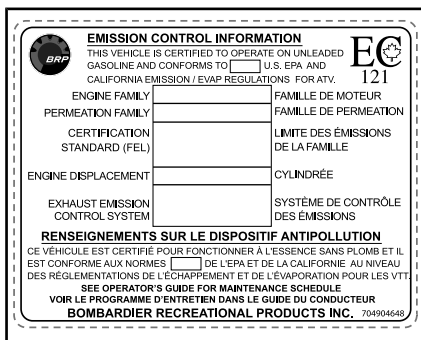 EMISSION CONTROL INFORMATION
BRP
THIS VEHICLE IS CERTIFIED TO OPERATE ON UNLEADED
GASOLINE AND CONFORMS TO U.S. EPA AND
CALIFORNIA EMISSION / EVAP REGULATIONS FOR ATV.
EC
121
ENGINE FAMILY FAMILLE DE MOTEUR
PERMEATION FAMILY FAMILLE DE PERMEATION
CERTIFICATION LIMITE DES ÉMISSIONS
STANDARD (FEL) DE LA FAMILLE
ENGINE DISPLACEMENT CYLINDRÉE
EXHAUST EMISSION SYSTÈME DE CONTRÔLE
CONTROL SYSTEM DES ÉMISSIONS
RENSEIGNEMENTS SUR LE DISPOSITIF ANTIPOLLUTION
CE VÉHICULE EST CERTIFIÉ POUR FONCTIONNER À L'ESSENCE SANS PLOMB ET IL
EST CONFORME AUX NORMES DE L'EPA ET DE LA CALIFORNIE AU NIVEAU
DES RÉGLEMENTATIONS DE L'ÉCHAPPEMENT ET DE L'ÉVAPORATION POUR LES VTT.
SEE OPERATOR'S GUIDE FOR MAINTENANCE SCHEDULE
VOIR LE PROGRAMME D'ENTRETIEN DANS LE GUIDE DU CONDUCTEUR
BOMBARDIER RECREATIONAL PRODUCTS INC. 704904648